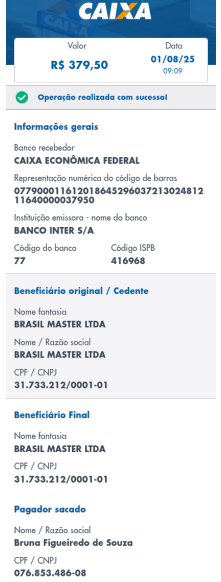 CAIXA
Valor
R$ 379,50
Data
01/08/25
09:09
Operação realizada com sucesso!
Informações gerais
Banco recebedor
CAIXA ECONÔMICA FEDERAL
Representação numérica do código de barras
077900011612018645296037213024812
11640000037950
Instituição emissora - nome do banco
BANCO INTER S/A
Código do banco
77
Código ISPB
416968
Beneficiário original / Cedente
Nome fantasia
BRASIL MASTER LTDA
Nome / Razão social
BRASIL MASTER LTDA
CPF / CNPJ
31.733.212/0001-01
Beneficiário Final
Nome fantasia
BRASIL MASTER LTDA
CPF / CNPJ
31.733.212/0001-01
Pagador sacado
Nome / Razão social
Bruna Figueiredo de Souza
CPF / CNPJ
076.853.486-08